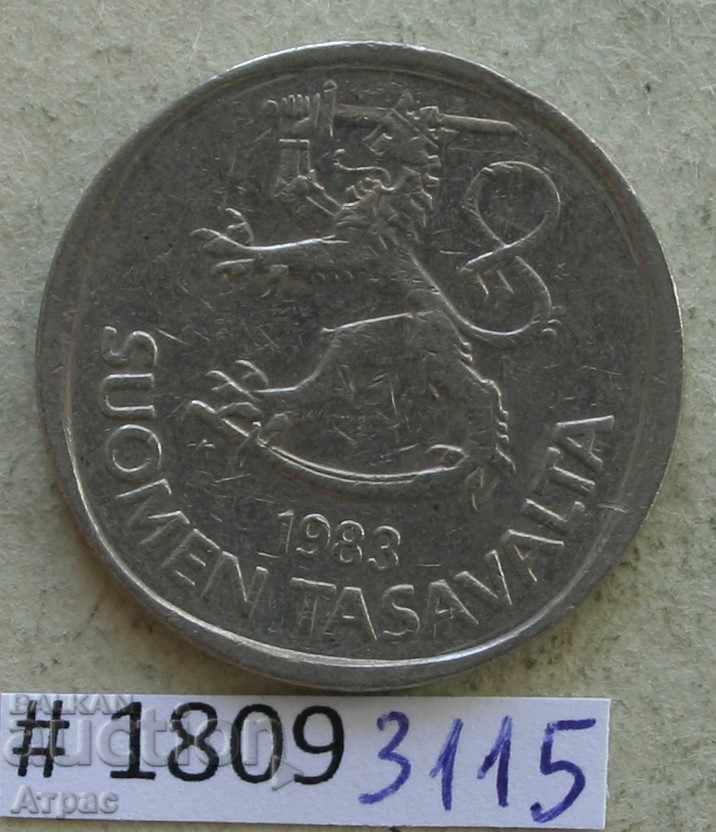 SUOMEN TASAVALTA
1983
# 1809 3115
BALKAN
auction
Атрас